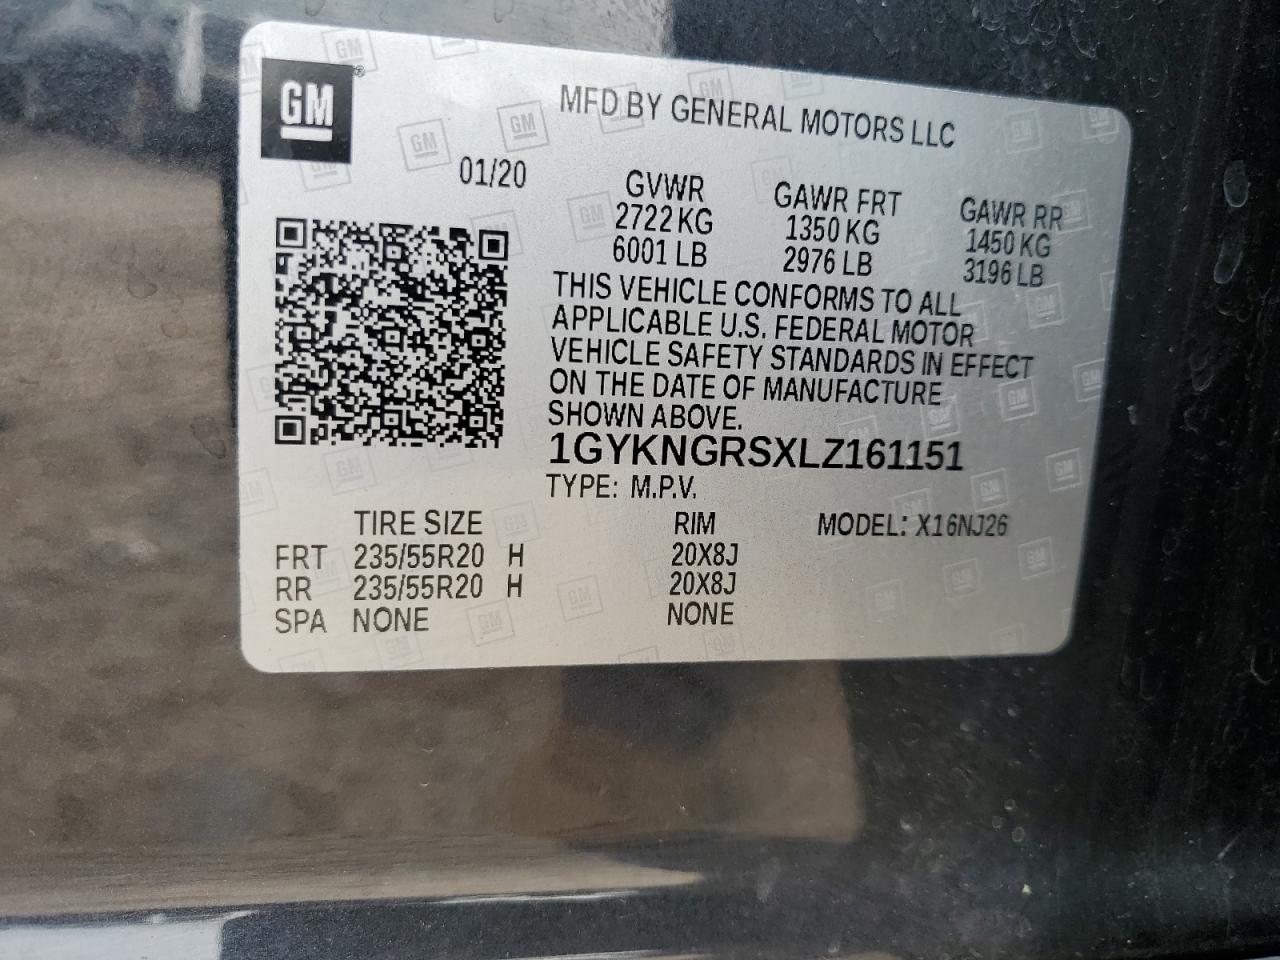 GM®
MFD BY GENERAL MOTORS LLC
01/20
GVWR GAWR FRT GAWR RR
2722 KG 1350 KG 1450 KG
6001 LB 2976 LB 3196 LB
THIS VEHICLE CONFORMS TO ALL
APPLICABLE U.S. FEDERAL MOTOR
VEHICLE SAFETY STANDARDS IN EFFECT
ON THE DATE OF MANUFACTURE
SHOWN ABOVE.
1GYKNGRSXLZ161151
TYPE: M.P.V.
TIRE SIZE RIM MODEL: X16NJ26
FRT 235/55R20 H 20X8J
RR 235/55R20 H 20X8J
SPA NONE NONE